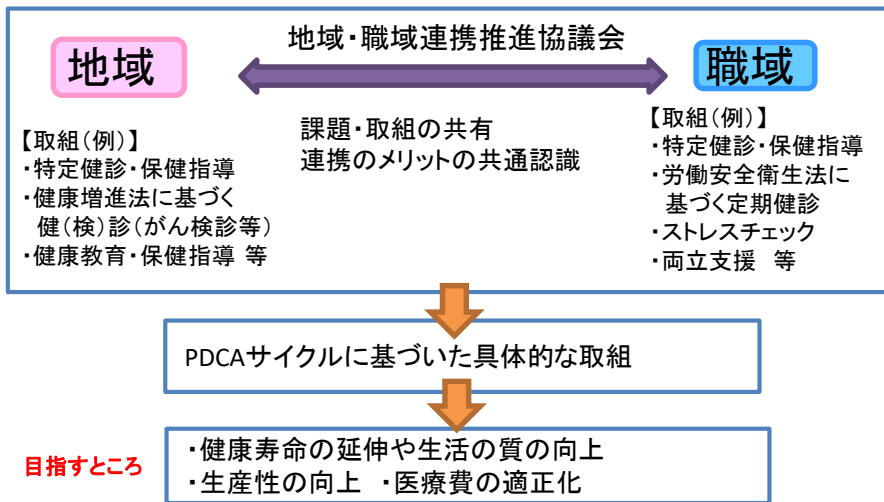 地域・職域連携推進協議会
地域
職域
【取組(例)】
・特定健診・保健指導
・健康増進法に基づく
健(検)診(がん検診等)
・健康教育・保健指導 等
課題・取組の共有
連携のメリットの共通認識
【取組(例)】
・特定健診・保健指導
・労働安全衛生法に
基づく定期健診
・ストレスチェック
・両立支援 等
PDCAサイクルに基づいた具体的な取組
目指すところ
・健康寿命の延伸や生活の質の向上
・生産性の向上 ・医療費の適正化